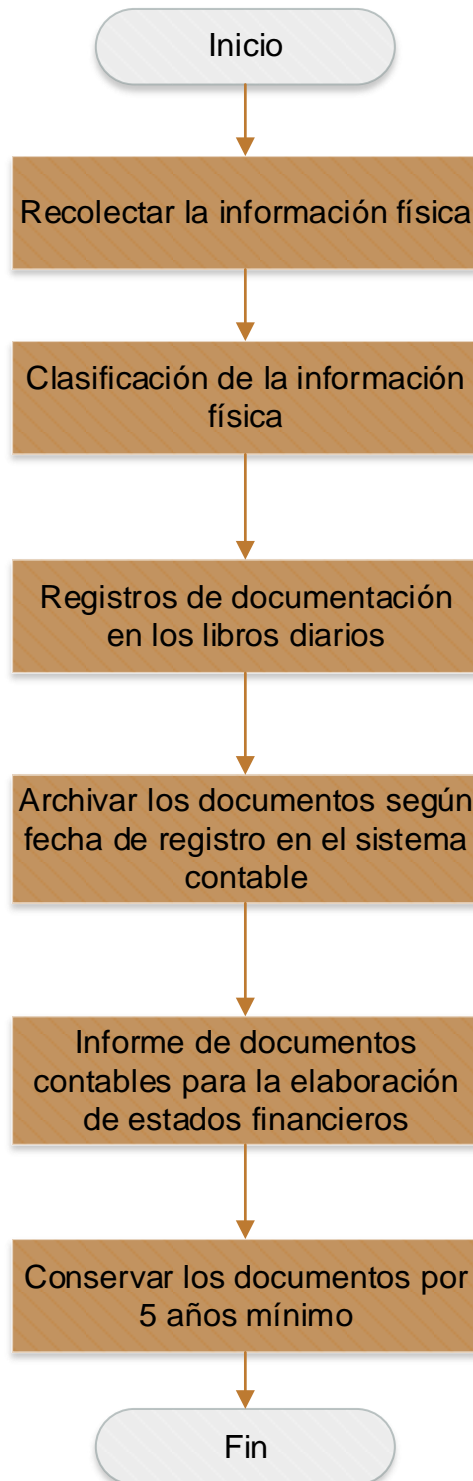 Inicio
Recolectar la información física
Clasificación de la información
física
Registros de documentación
en los libros diarios
Archivar los documentos según
fecha de registro en el sistema
contable
Informe de documentos
contables para la elaboración
de estados financieros
Conservar los documentos por
5 años mínimo
Fin